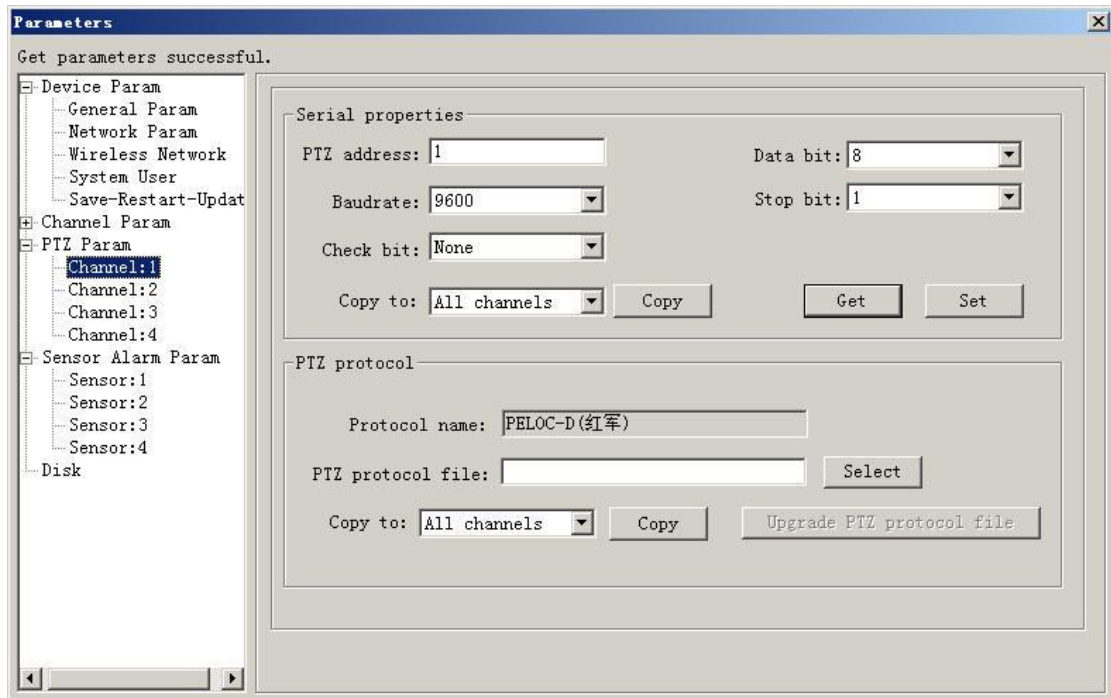 Parameters
Get parameters successful.
Device Param
General Param
Network Param
Wireless Network
System User
Save-Restart-Updat
Channel Param
PTZ Param
Channel:1
Channel:2
Channel:3
Channel:4
Sensor Alarm Param
Sensor:1
Sensor:2
Sensor:3
Sensor:4
Disk
Serial properties
PTZ address: 1
Data bit: 8
Baudrate: 9600
Stop bit: 1
Check bit: None
Copy to: All channels Copy Get Set
PTZ protocol
Protocol name: PELOC-D(红军)
PTZ protocol file: Select
Copy to: All channels Copy Upgrade PTZ protocol file